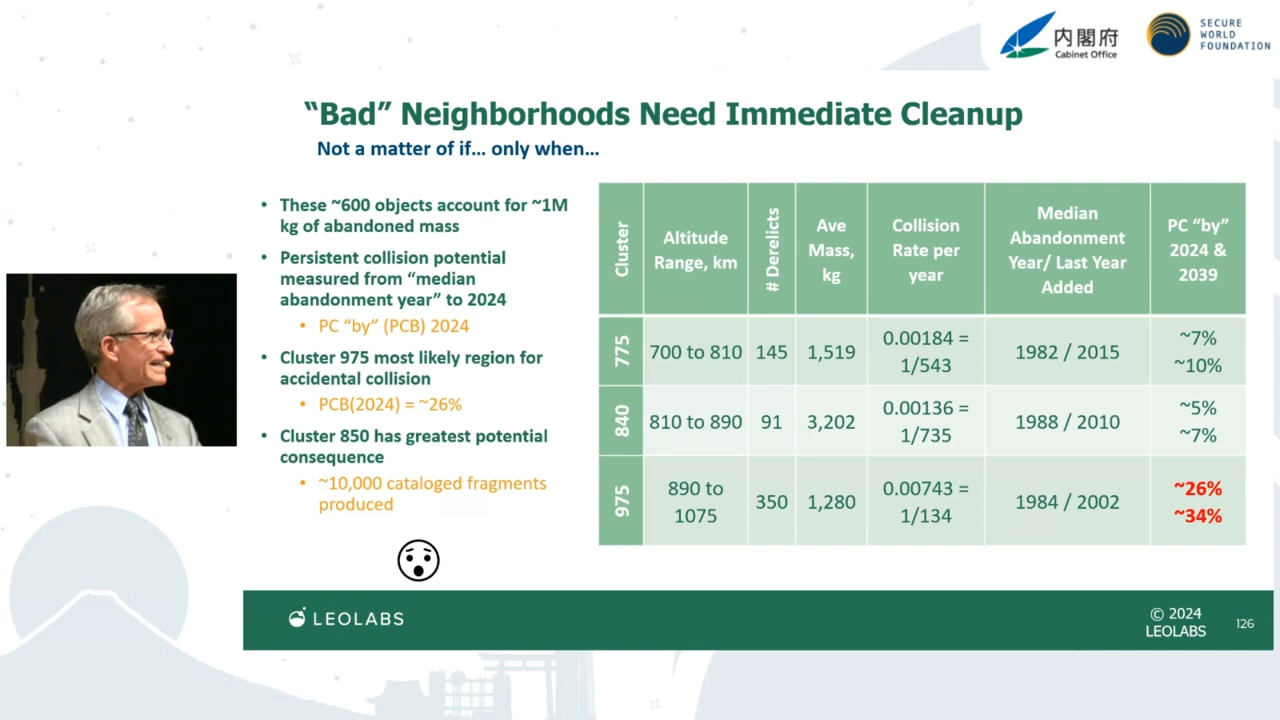 内閣府
Cabinet Office
SECURE
WORLD
FOUNDATION
“Bad” Neighborhoods Need Immediate Cleanup
Not a matter of if... only when...
• These ~600 objects account for ~1M
kg of abandoned mass
• Persistent collision potential
measured from “median
abandonment year” to 2024
• PC “by” (PCB) 2024
• Cluster 975 most likely region for
accidental collision
• PCB(2024) = ~26%
• Cluster 850 has greatest potential
consequence
• ~10,000 cataloged fragments
produced
Cluster
Altitude
Range, km
# Derelicts
Ave
Mass,
kg
Collision
Rate per
year
Median
Abandonment
Year/ Last Year
Added
PC “by”
2024 &
2039
775
700 to 810
145
1,519
0.00184 =
1/543
1982 / 2015
~7%
~10%
840
810 to 890
91
3,202
0.00136 =
1/735
1988 / 2010
~5%
~7%
975
890 to
1075
350
1,280
0.00743 =
1/134
1984 / 2002
~26%
~34%
LEOLABS
© 2024
LEOLABS
126